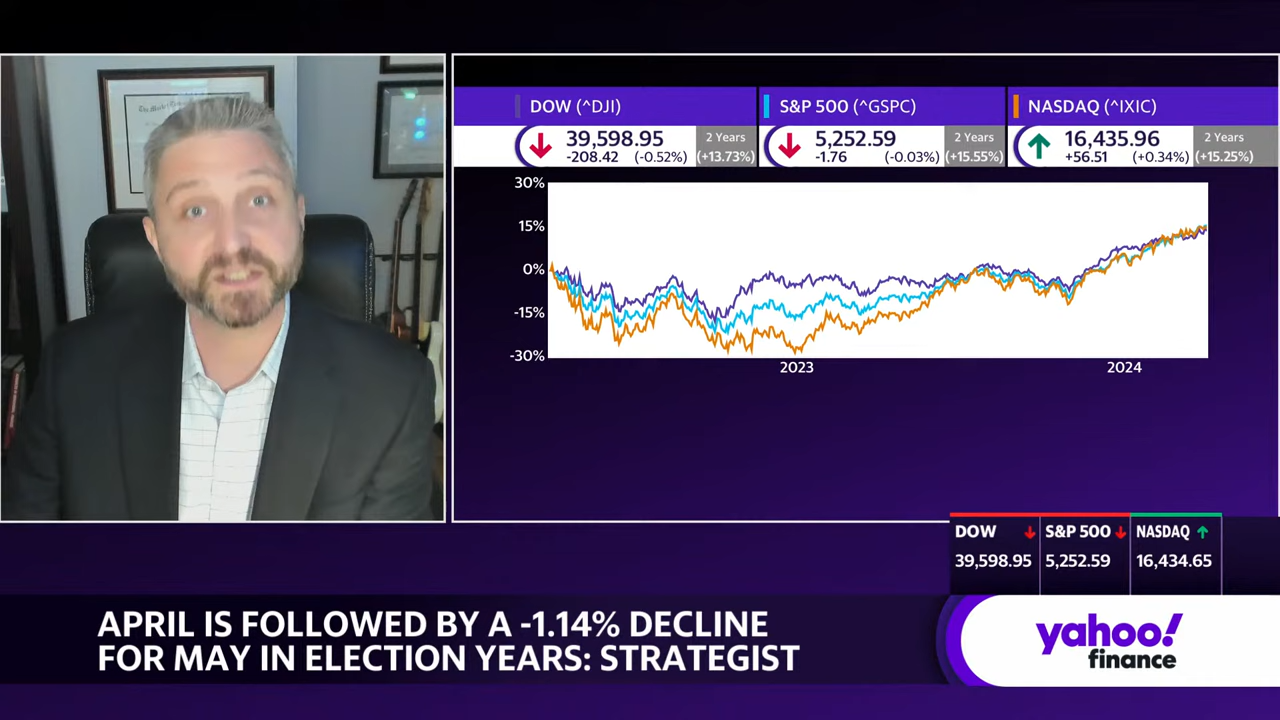 DOW (^DJI)
39,598.95
-208.42 (-0.52%)
2 Years
(+13.73%)
S&P 500 (^GSPC)
5,252.59
-1.76 (-0.03%)
2 Years
(+15.55%)
NASDAQ (^IXIC)
16,435.96
+56.51 (+0.34%)
2 Years
(+15.25%)
30%
15%
0%
-15%
-30%
2023
2024
DOW
39,598.95
S&P 500
5,252.59
NASDAQ
16,434.65
APRIL IS FOLLOWED BY A -1.14% DECLINE
FOR MAY IN ELECTION YEARS: STRATEGIST
yahoo!
finance